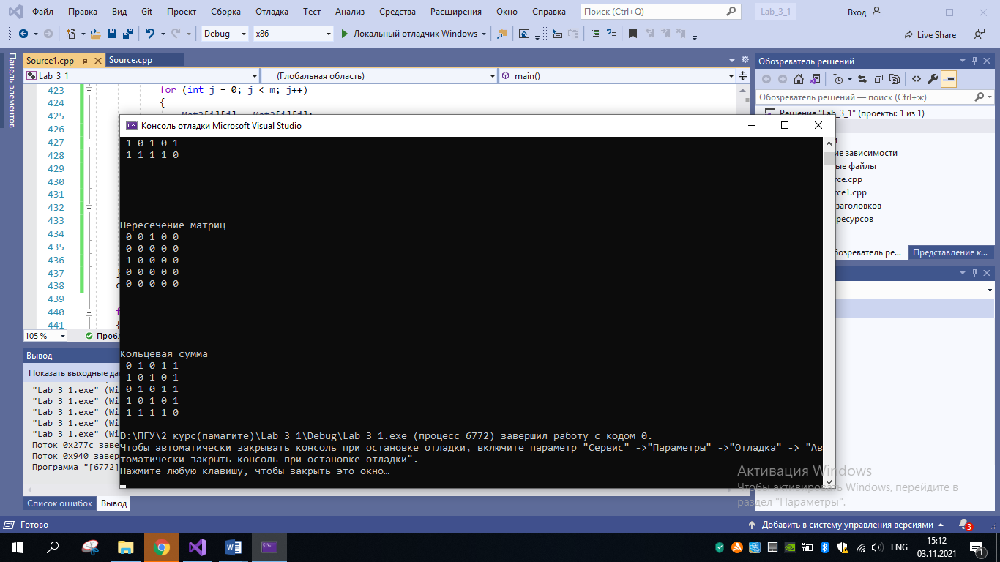 Файл Правка Вид Git Проект Сборка Отладка Тест Анализ Средства Расширения Окно Справка Поиск (Ctrl+Q) Lab_3_1 Вход
Debug x86 Локальный отладчик Windows Live Share
Панель элементов
Source1.cpp Source.cpp
Lab_3_1 (Глобальная область) main()
423 for (int j = 0; j < m; j++)
424 {
425
426
427
428
429
430
431
432
433
434
435
436
437 }
438
439
440
441 {
105 %
Консоль отладки Microsoft Visual Studio
1 0 1 0 1
1 1 1 1 0
Пересечение матриц
0 0 1 0 0
0 0 0 0 0
1 0 0 0 0
0 0 0 0 0
0 0 0 0 0
Кольцевая сумма
0 1 0 1 1
1 0 1 0 1
0 1 0 1 1
1 0 1 0 1
1 1 1 1 0
D:\ПГУ\2 курс(памагите)\Lab_3_1\Debug\Lab_3_1.exe (процесс 6772) завершил работу с кодом 0.
Чтобы автоматически закрывать консоль при остановке отладки, включите параметр "Сервис" ->"Параметры" ->"Отладка" -> "Ав
томатически закрыть консоль при остановке отладки".
Нажмите любую клавишу, чтобы закрыть это окно…
Обозреватель решений
Обозреватель решений — поиск (Ctrl+ж)
Решение "Lab_3_1" (проекты: 1 из 1)
ие зависимости
ые файлы
rce.cpp
rce1.cpp
заголовков
ресурсов
бозреватель ре... Представление к...
Вывод
Показать выходные да
"Lab_3_1.exe" (Wi
"Lab_3_1.exe" (Wi
"Lab_3_1.exe" (Wi
"Lab_3_1.exe" (Wi
"Lab_3_1.exe" (Wi
Поток 0x277c заве
Поток 0x940 завер
Программа "[6772]
Список ошибок Вывод
Активация Windows
Чтобы активировать Windows, перейдите в
раздел "Параметры".
Готово Добавить в систему управления версиями 3
ENG 15:12
03.11.2021 1